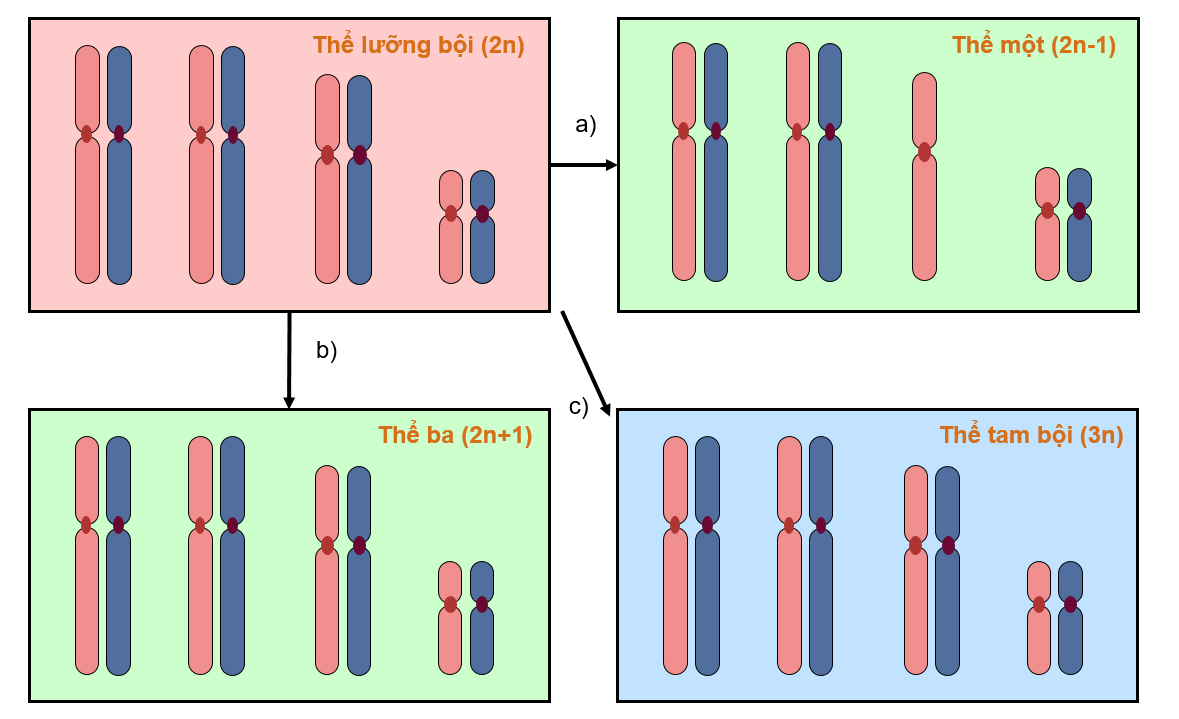 Thể lưỡng bội (2n)
Thể một (2n-1)
a)
b)
c)
Thể ba (2n+1)
Thể tam bội (3n)